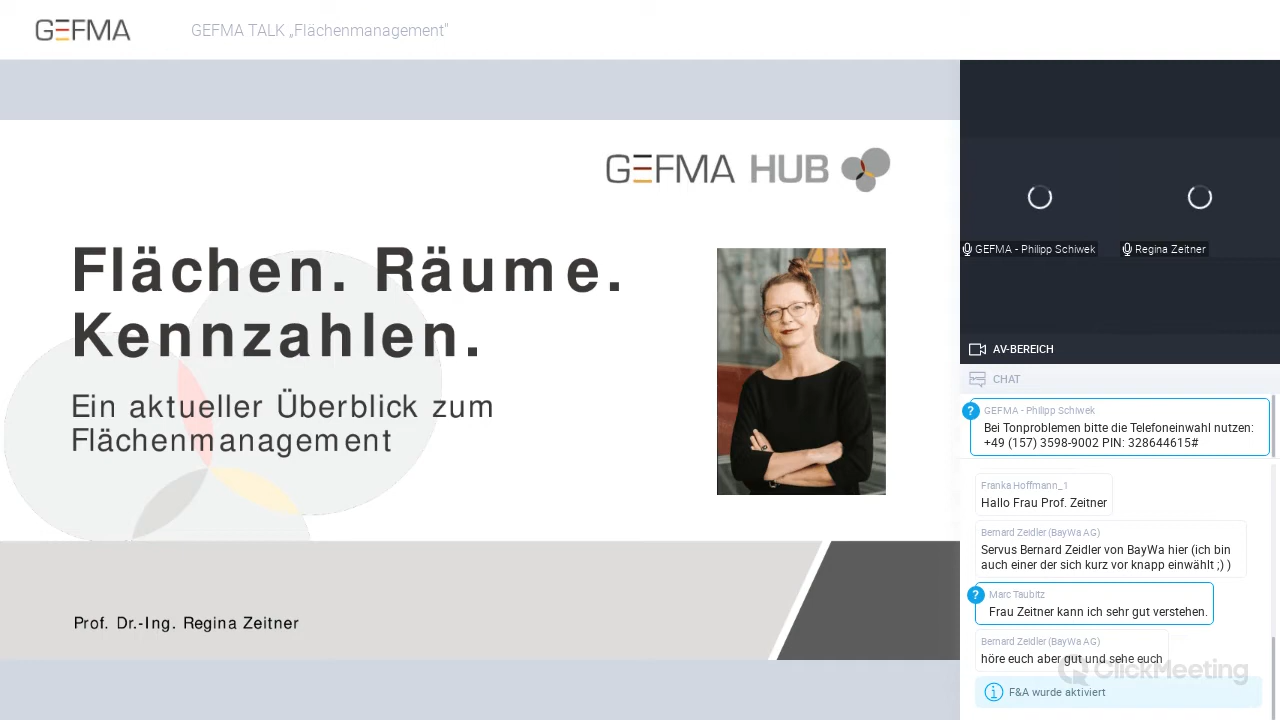 GEFMA
GEFMA TALK „Flächenmanagement"
GEFMA HUB
Flächen. Räume.
Kennzahlen.
Ein aktueller Überblick zum
Flächenmanagement
Prof. Dr.-Ing. Regina Zeitner
GEFMA - Philipp Schiwek
Regina Zeitner
AV-BEREICH
CHAT
?
GEFMA - Philipp Schiwek
Bei Tonproblemen bitte die Telefoneinwahl nutzen:
+49 (157) 3598-9002 PIN: 328644615#
Franka Hoffmann_1
Hallo Frau Prof. Zeitner
Bernard Zeidler (BayWa AG)
Servus Bernard Zeidler von BayWa hier (ich bin
auch einer der sich kurz vor knapp einwählt ;) )
?
Marc Taubitz
Frau Zeitner kann ich sehr gut verstehen.
Bernard Zeidler (BayWa AG)
höre euch aber gut und sehe euch
ClickMeeting
F&A wurde aktiviert